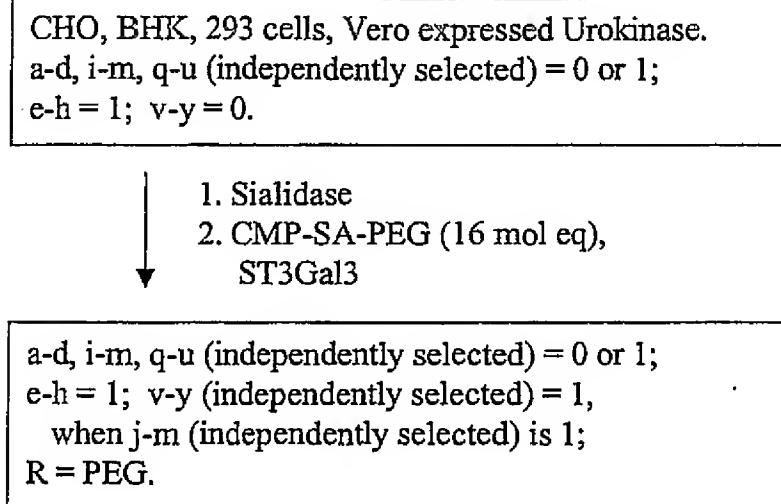 CHO, BHK, 293 cells, Vero expressed Urokinase.
a-d, i-m, q-u (independently selected) = 0 or 1;
e-h = 1; v-y = 0.
1. Sialidase
2. CMP-SA-PEG (16 mol eq),
ST3Gal3
a-d, i-m, q-u (independently selected) = 0 or 1;
e-h = 1; v-y (independently selected) = 1,
when j-m (independently selected) is 1;
R = PEG.